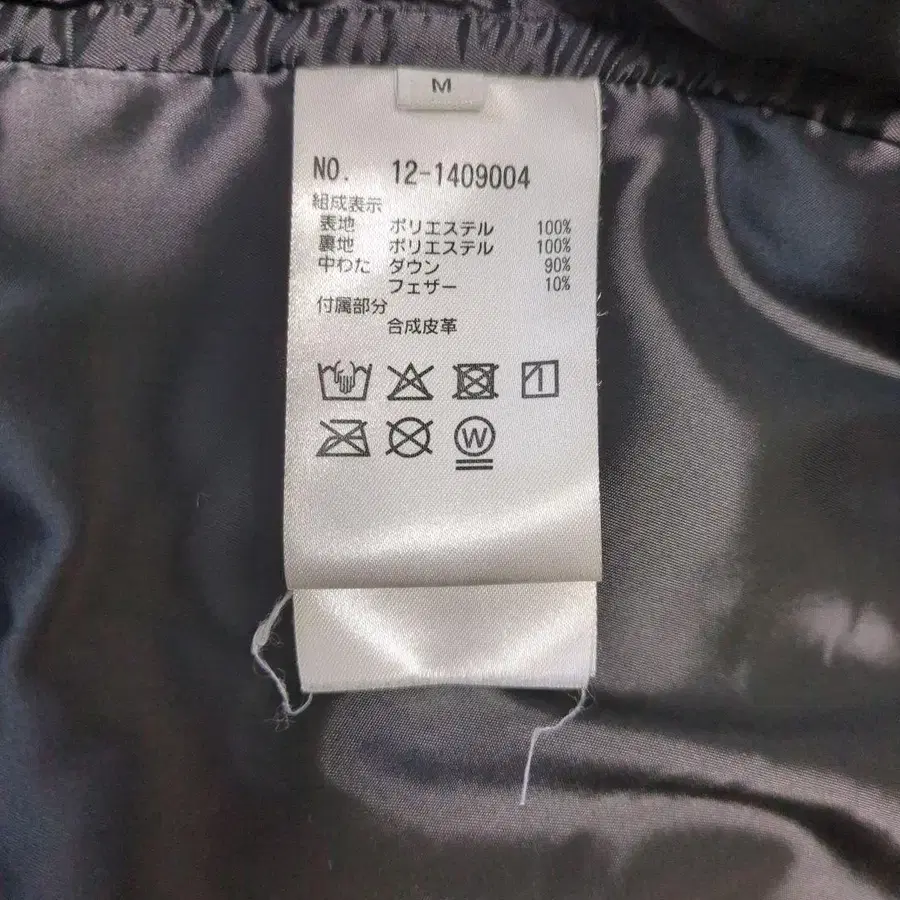 M
NO. 12-1409004
組成表示
表地 ポリエステル 100%
裏地 ポリエステル 100%
中わた ダウン 90%
フェザー 10%
付属部分
合成皮革
W